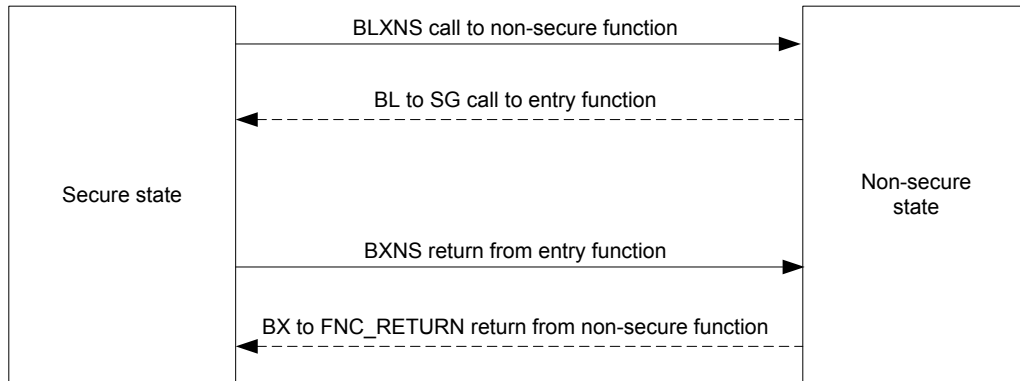 BLXNS call to non-secure function
BL to SG call to entry function
Secure state
Non-secure
state
BXNS return from entry function
BX to FNC_RETURN return from non-secure function